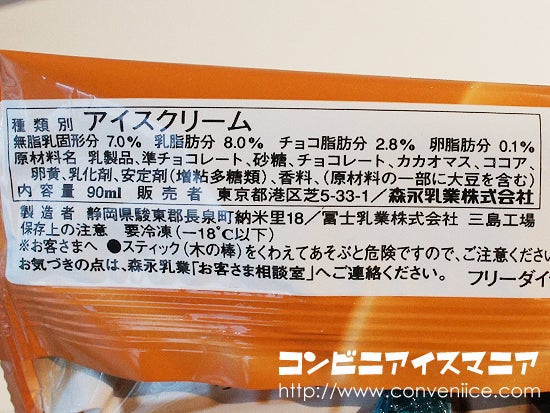 種類別 アイスクリーム
無脂乳固形分 7.0% 乳脂肪分 8.0% チョコ脂肪分 2.8% 卵脂肪分 0.1%
原材料名 乳製品、準チョコレート、砂糖、チョコレート、カカオマス、ココア、
卵黄、乳化剤、安定剤(増粘多糖類)、香料、(原材料の一部に大豆を含む)
内容量 90ml 販売者 東京都港区芝5-33-1/森永乳業株式会社
製造者 静岡県駿東郡長泉町納米里18/冨士乳業株式会社 三島工場
保存上の注意 要冷凍(-18℃以下)
※お客さまへ ●スティック(木の棒)をくわえてあそぶと危険ですので、ご注意ください
お気づきの点は、森永乳業「お客さま相談室」へご連絡ください。 フリーダイ
コンビニアイスマニア
http://www.conveniice.com/